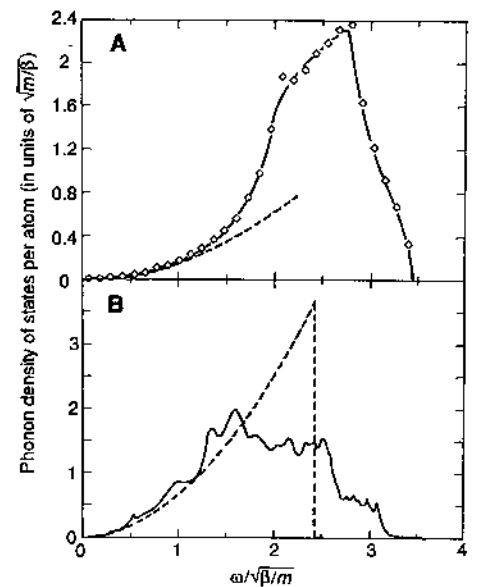 Phonon density of states per atom (in units of √m/β)
A
2.4
2
1.6
1.2
0.8
0.4
0
B
3
2
1
0
0 1 2 3 4
ω/√β/m